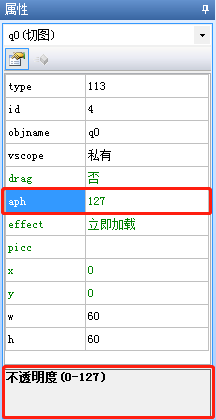 属性
q0(切图)
type 113
id 4
objname q0
vscope 私有
drag 否
aph 127
effect 立即加载
picc
x 0
y 0
w 60
h 60
不透明度(0-127)